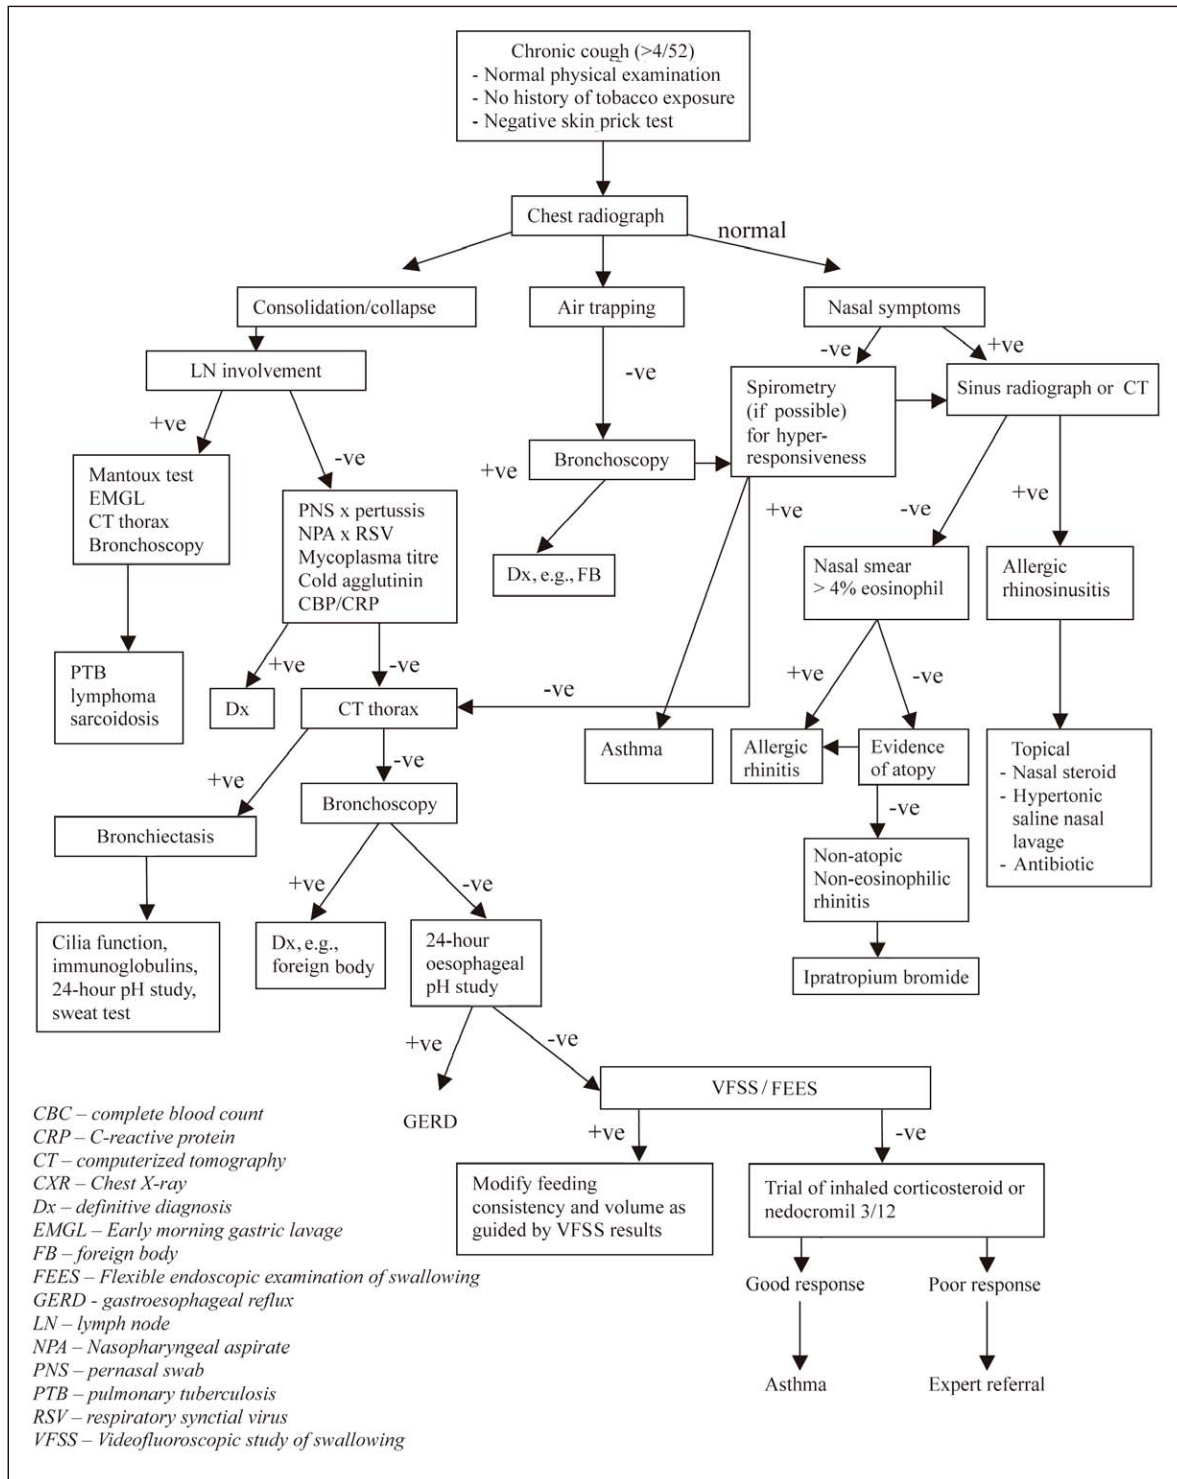 Chronic cough (>4/52)
- Normal physical examination
- No history of tobacco exposure
- Negative skin prick test
Chest radiograph
normal
Consolidation/collapse
Air trapping
Nasal symptoms
-ve
+ve
LN involvement
-ve
Spirometry
(if possible)
for hyper-
responsiveness
Sinus radiograph or CT
+ve
-ve
Mantoux test
EMGL
CT thorax
Bronchoscopy
PNS x pertussis
NPA x RSV
Mycoplasma titre
Cold agglutinin
CBP/CRP
+ve
Bronchoscopy
+ve
-ve
+ve
Dx, e.g., FB
Nasal smear
> 4% eosinophil
Allergic
rhinosinusitis
PTB
lymphoma
sarcoidosis
+ve
-ve
Dx
CT thorax
-ve
+ve
-ve
Asthma
Allergic
rhinitis
Evidence
of atopy
Topical
- Nasal steroid
- Hypertonic
saline nasal
lavage
- Antibiotic
+ve
-ve
-ve
Bronchiectasis
Bronchoscopy
Non-atopic
Non-eosinophilic
rhinitis
+ve
-ve
Cilia function,
immunoglobulins,
24-hour pH study,
sweat test
Dx, e.g.,
foreign body
24-hour
oesophageal
pH study
Ipratropium bromide
+ve
-ve
GERD
VFSS / FEES
+ve
-ve
Modify feeding
consistency and volume as
guided by VFSS results
Trial of inhaled corticosteroid or
nedocromil 3/12
Good response
Poor response
Asthma
Expert referral
CBC – complete blood count
CRP – C-reactive protein
CT – computerized tomography
CXR – Chest X-ray
Dx – definitive diagnosis
EMGL – Early morning gastric lavage
FB – foreign body
FEES – Flexible endoscopic examination of swallowing
GERD - gastroesophageal reflux
LN – lymph node
NPA – Nasopharyngeal aspirate
PNS – pernasal swab
PTB – pulmonary tuberculosis
RSV – respiratory synctial virus
VFSS – Videofluoroscopic study of swallowing